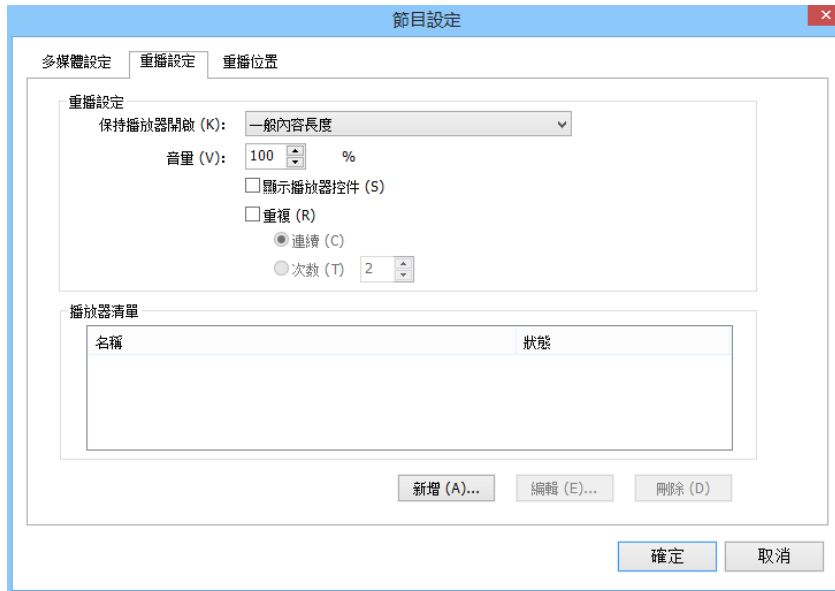 節目設定
多媒體設定 重播設定 重播位置
重播設定
保持播放器開啟 (K): 一般內容長度
音量 (V): 100 %
顯示播放器控件 (S)
重複 (R)
連續 (C)
次數 (T) 2
播放器清單
名稱 狀態
新增 (A)... 編輯 (E)... 刪除 (D)
確定 取消